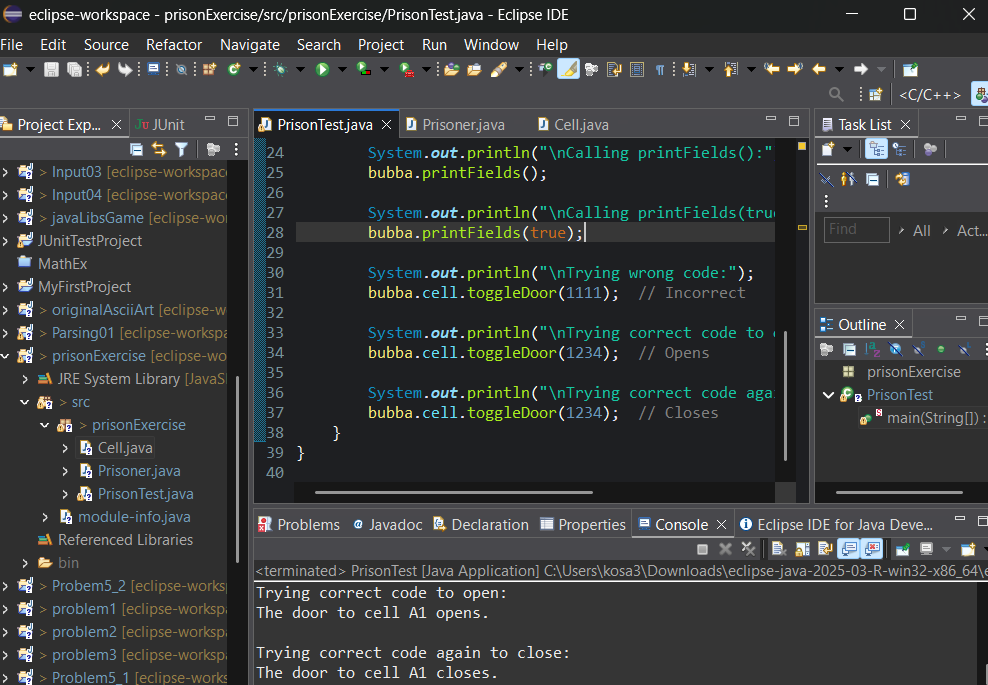 eclipse-workspace - prisonExercise/src/prisonExercise/PrisonTest.java - Eclipse IDE
File Edit Source Refactor Navigate Search Project Run Window Help
<C/C++>
Project Exp...
JUnit
> Input03 [eclipse-workspac
> Input04 [eclipse-workspac
> javaLibsGame [eclipse-wo
JUnitTestProject
MathEx
MyFirstProject
> originalAsciiArt [eclipse-w
> Parsing01 [eclipse-workspa
> prisonExercise [eclipse-wo
JRE System Library [JavaS
> src
> prisonExercise
Cell.java
Prisoner.java
PrisonTest.java
module-info.java
Referenced Libraries
bin
> Probem5_2 [eclipse-works
> problem1 [eclipse-workspa
> problem2 [eclipse-workspa
> problem3 [eclipse-workspa
> Problem5_1 [eclipse-works
PrisonTest.java Prisoner.java Cell.java
24 System.out.println("\nCalling printFields():"
25 bubba.printFields();
26
27 System.out.println("\nCalling printFields(true
28 bubba.printFields(true);
29
30 System.out.println("\nTrying wrong code:");
31 bubba.cell.toggleDoor(1111); // Incorrect
32
33 System.out.println("\nTrying correct code to
34 bubba.cell.toggleDoor(1234); // Opens
35
36 System.out.println("\nTrying correct code aga
37 bubba.cell.toggleDoor(1234); // Closes
38 }
39 }
40
Task List
Find All Act...
Outline
prisonExercise
PrisonTest
main(String[]) :
Problems Javadoc Declaration Properties Console Eclipse IDE for Java Deve...
<terminated> PrisonTest [Java Application] C:\Users\kosa3\Downloads\eclipse-java-2025-03-R-win32-x86_64\e
Trying correct code to open:
The door to cell A1 opens.
Trying correct code again to close:
The door to cell A1 closes.